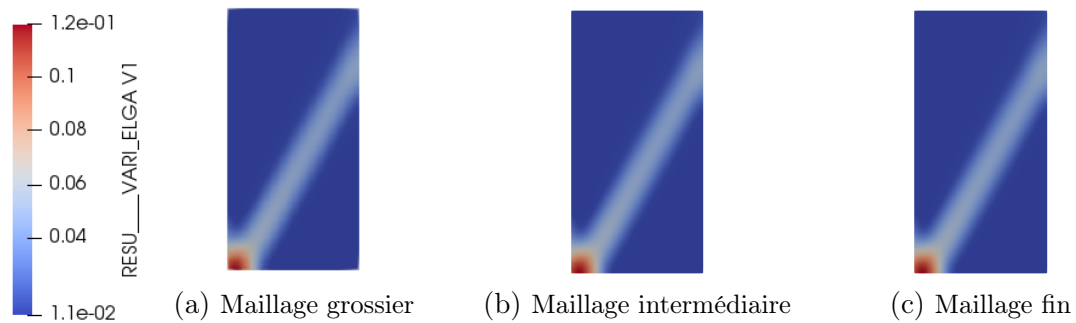 1.2e-01
0.1
0.08
0.06
0.04
1.1e-02
RESU___VARI_ELGA V1
(a) Maillage grossier
(b) Maillage intermédiaire
(c) Maillage fin